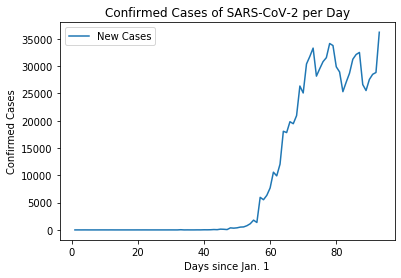 Confirmed Cases of SARS-CoV-2 per Day
New Cases
Confirmed Cases
35000
30000
25000
20000
15000
10000
5000
0
0 20 40 60 80
Days since Jan. 1